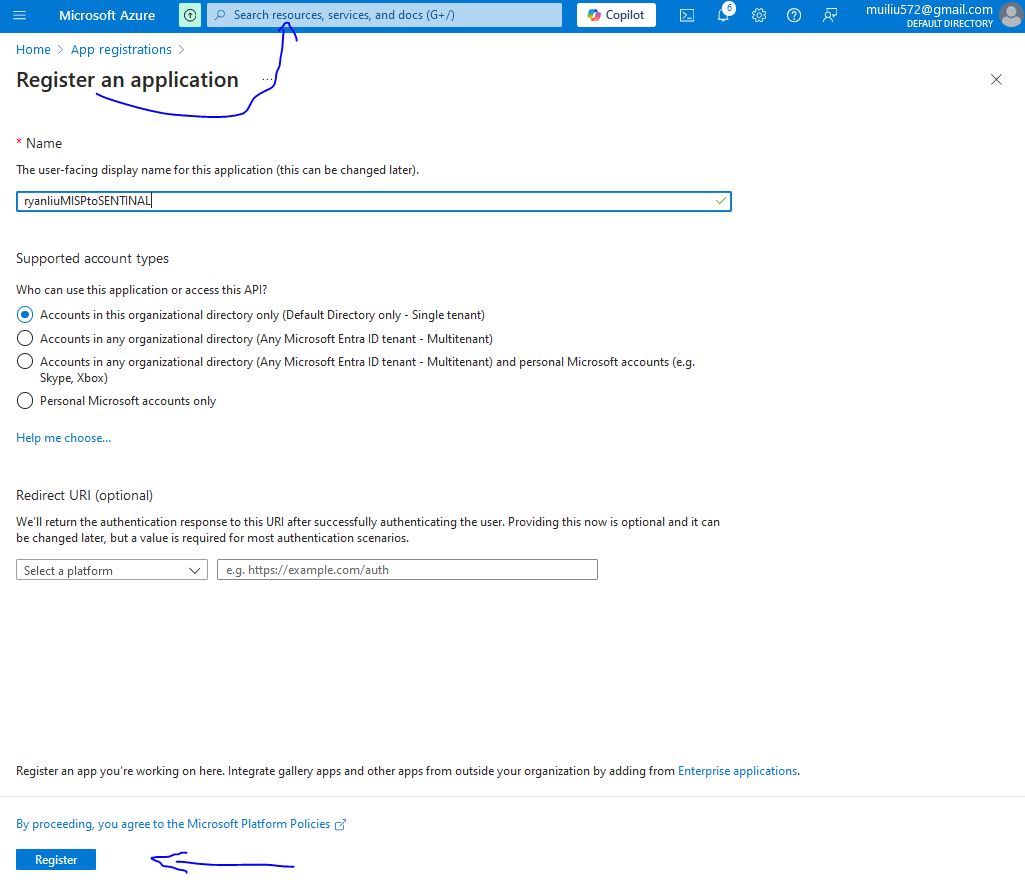 Microsoft Azure
Search resources, services, and docs (G+/)
Copilot
6
muiliu572@gmail.com
DEFAULT DIRECTORY
Home > App registrations >
Register an application ...
* Name
The user-facing display name for this application (this can be changed later).
ryanliuMISPtoSENTINAL
Supported account types
Who can use this application or access this API?
Accounts in this organizational directory only (Default Directory only - Single tenant)
Accounts in any organizational directory (Any Microsoft Entra ID tenant - Multitenant)
Accounts in any organizational directory (Any Microsoft Entra ID tenant - Multitenant) and personal Microsoft accounts (e.g.
Skype, Xbox)
Personal Microsoft accounts only
Help me choose...
Redirect URI (optional)
We'll return the authentication response to this URI after successfully authenticating the user. Providing this now is optional and it can
be changed later, but a value is required for most authentication scenarios.
Select a platform
e.g. https://example.com/auth
Register an app you're working on here. Integrate gallery apps and other apps from outside your organization by adding from Enterprise applications.
By proceeding, you agree to the Microsoft Platform Policies
Register